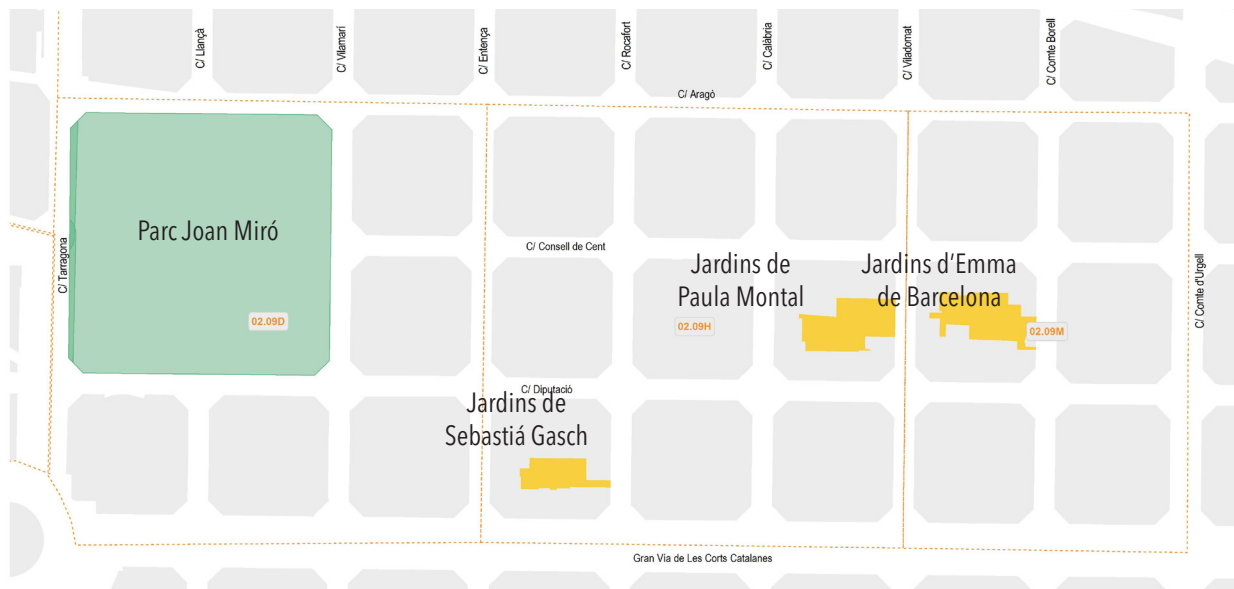 C/ Llançà
C/ Vilamarí
C/ Entença
C/ Rocafort
C/ Calàbria
C/ Viladomat
C/ Comte Borell
C/ Aragò
Parc Joan Miró
C/ Tarragona
C/ Consell de Cent
Jardins de
Paula Montal
Jardins d’Emma
de Barcelona
C/ Comte d'Urgell
02.09D
02.09H
02.09M
C/ Diputació
Jardins de
Sebastiá Gasch
Gran Vía de Les Corts Catalanes